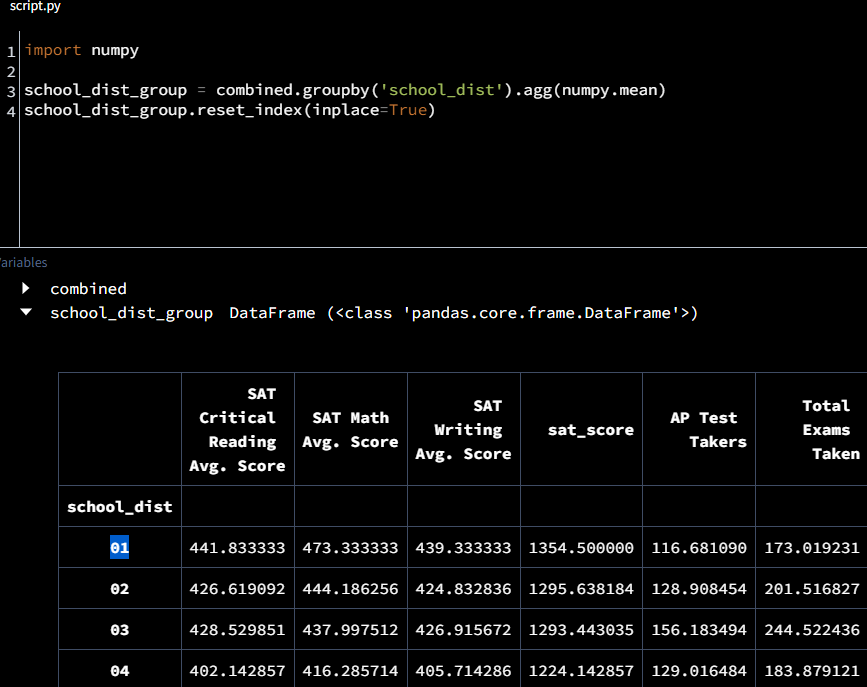 script.py
1 import numpy
2
3 school_dist_group = combined.groupby('school_dist').agg(numpy.mean)
4 school_dist_group.reset_index(inplace=True)
ariables
combined
school_dist_group DataFrame (<class 'pandas.core.frame.DataFrame'>)
SAT Critical Reading Avg. Score SAT Math Avg. Score SAT Writing Avg. Score sat_score AP Test Takers Total Exams Taken
school_dist
01 441.833333 473.333333 439.333333 1354.500000 116.681090 173.019231
02 426.619092 444.186256 424.832836 1295.638184 128.908454 201.516827
03 428.529851 437.997512 426.915672 1293.443035 156.183494 244.522436
04 402.142857 416.285714 405.714286 1224.142857 129.016484 183.879121